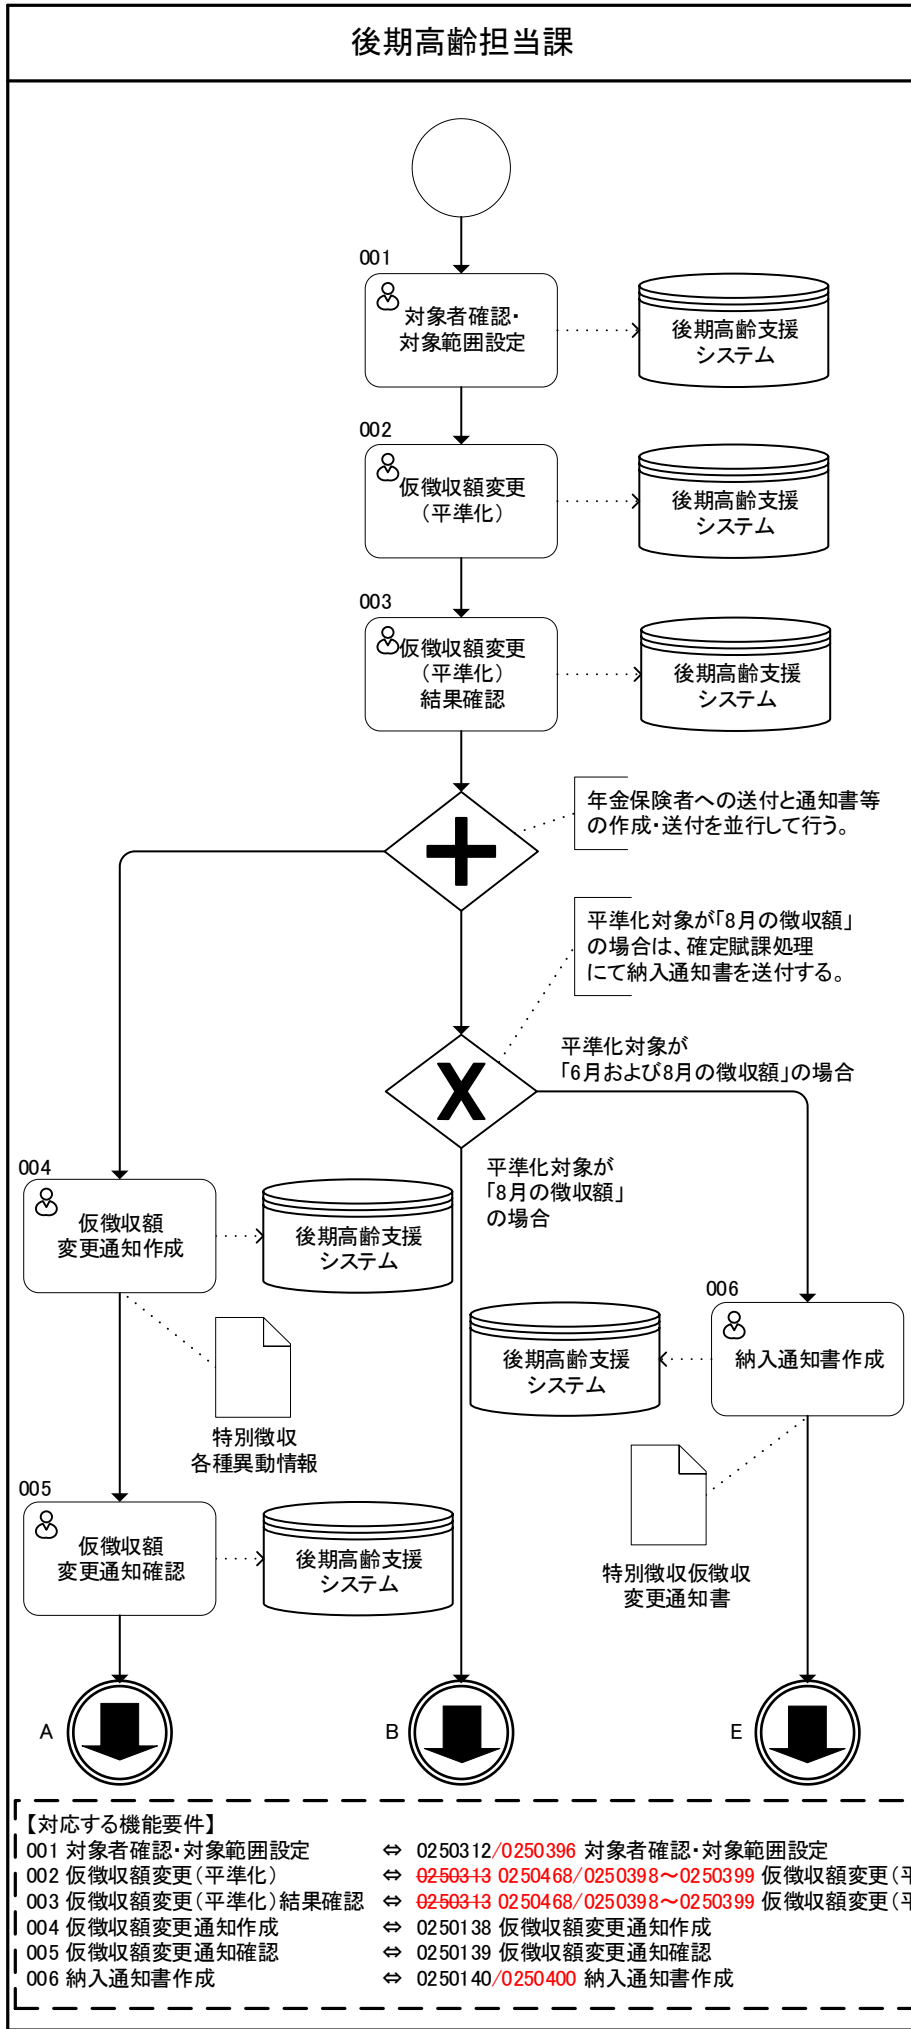 後期高齢担当課
001
対象者確認・
対象範囲設定
後期高齢支援
システム
002
仮徴収額変更
(平準化)
後期高齢支援
システム
003
仮徴収額変更
(平準化)
結果確認
後期高齢支援
システム
年金保険者への送付と通知書等
の作成・送付を並行して行う。
平準化対象が「8月の徴収額」
の場合は、確定賦課処理
にて納入通知書を送付する。
平準化対象が
「6月および8月の徴収額」の場合
平準化対象が
「8月の徴収額」
の場合
004
仮徴収額
変更通知作成
後期高齢支援
システム
特別徴収
各種異動情報
006
納入通知書作成
後期高齢支援
システム
特別徴収仮徴収
変更通知書
005
仮徴収額
変更通知確認
後期高齢支援
システム
A
B
E
【対応する機能要件】
001 対象者確認・対象範囲設定 ⇔ 0250312/0250396 対象者確認・対象範囲設定
002 仮徴収額変更(平準化) ⇔ 0250313 0250468/0250398～0250399 仮徴収額変更(平
003 仮徴収額変更(平準化)結果確認 ⇔ 0250313 0250468/0250398～0250399 仮徴収額変更(平
004 仮徴収額変更通知作成 ⇔ 0250138 仮徴収額変更通知作成
005 仮徴収額変更通知確認 ⇔ 0250139 仮徴収額変更通知確認
006 納入通知書作成 ⇔ 0250140/0250400 納入通知書作成